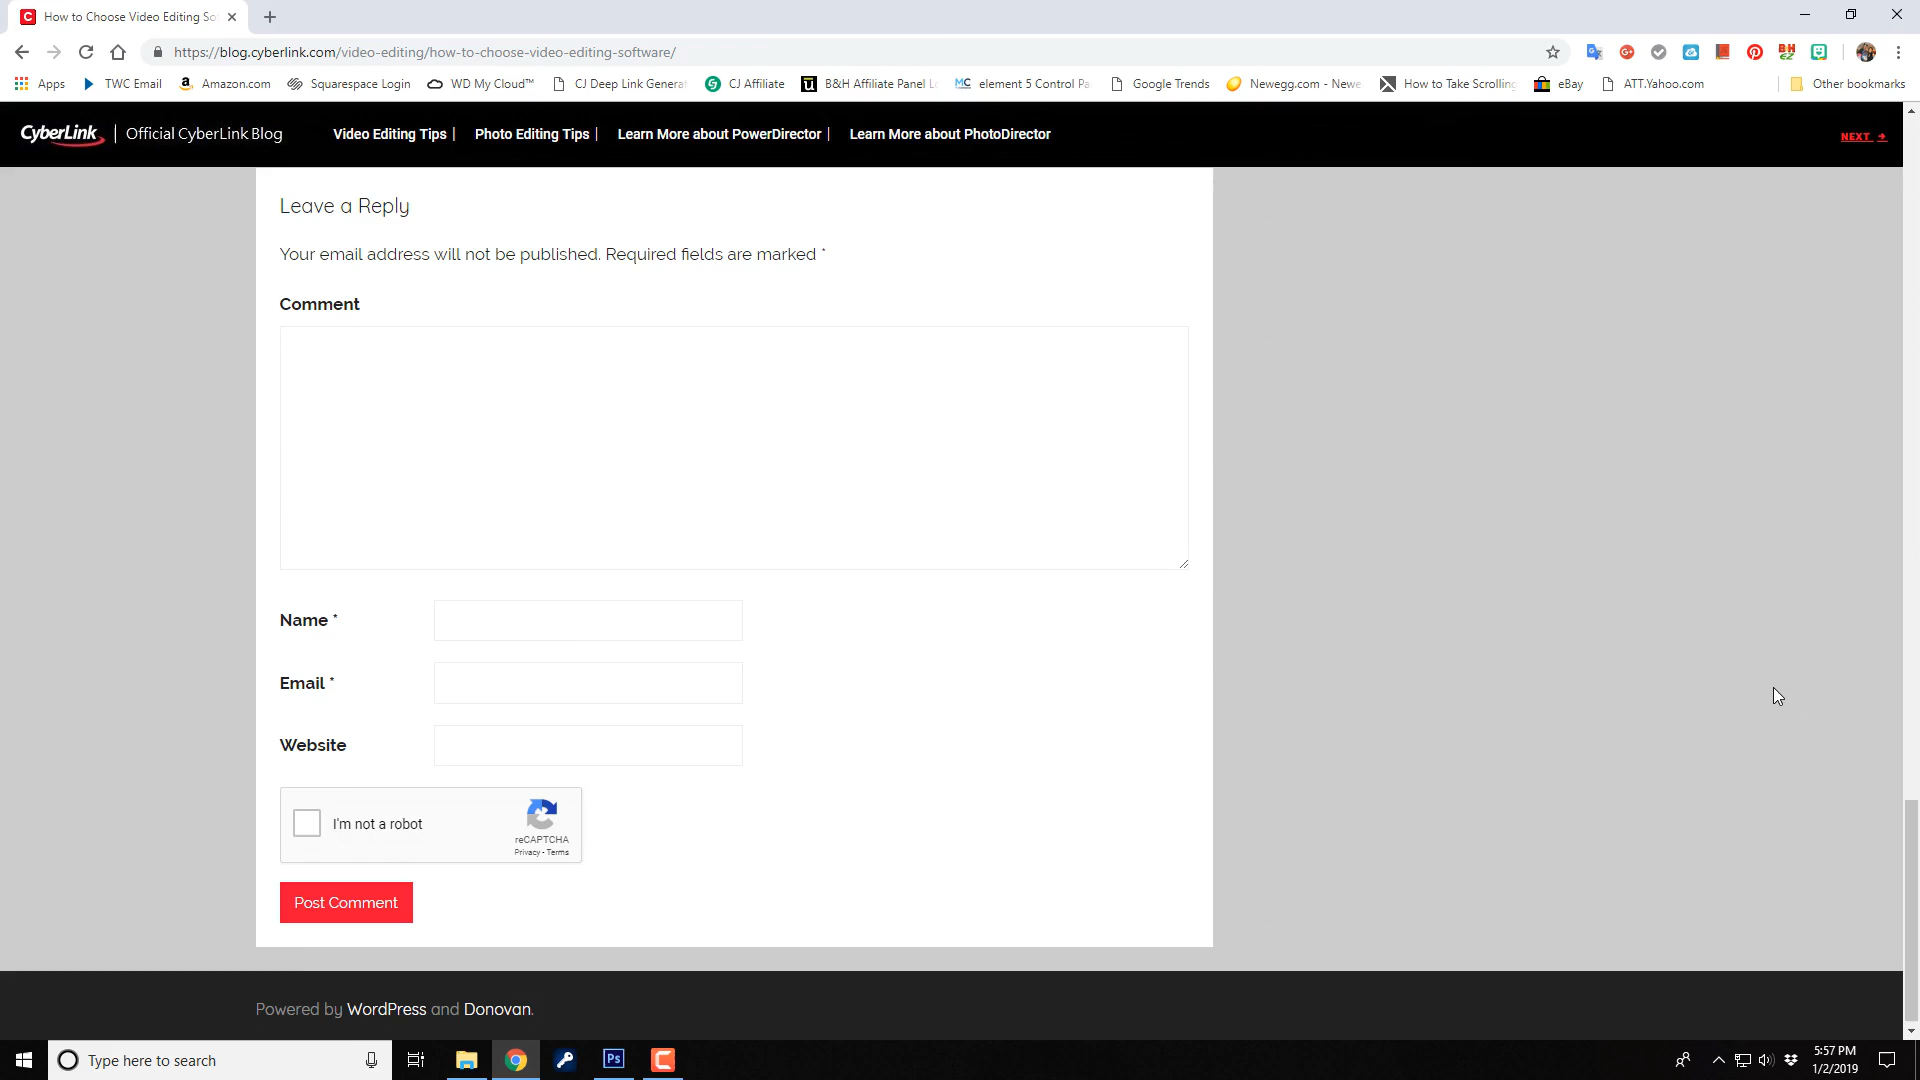 How to Choose Video Editing So
https://blog.cyberlink.com/video-editing/how-to-choose-video-editing-software/
Apps TWC Email Amazon.com Squarespace Login WD My Cloud™ CJ Deep Link Generat CJ Affiliate B&H Affiliate Panel Lo MC element 5 Control Pa Google Trends Newegg.com - Newe How to Take Scrolling eBay ATT.Yahoo.com Other bookmarks
CyberLink | Official CyberLink Blog Video Editing Tips | Photo Editing Tips | Learn More about PowerDirector | Learn More about PhotoDirector NEXT
Leave a Reply
Your email address will not be published. Required fields are marked *
Comment
Name *
Email *
Website
I'm not a robot
reCAPTCHA
Privacy - Terms
Post Comment
Powered by WordPress and Donovan.
Type here to search
Ps
5:57 PM
1/2/2019